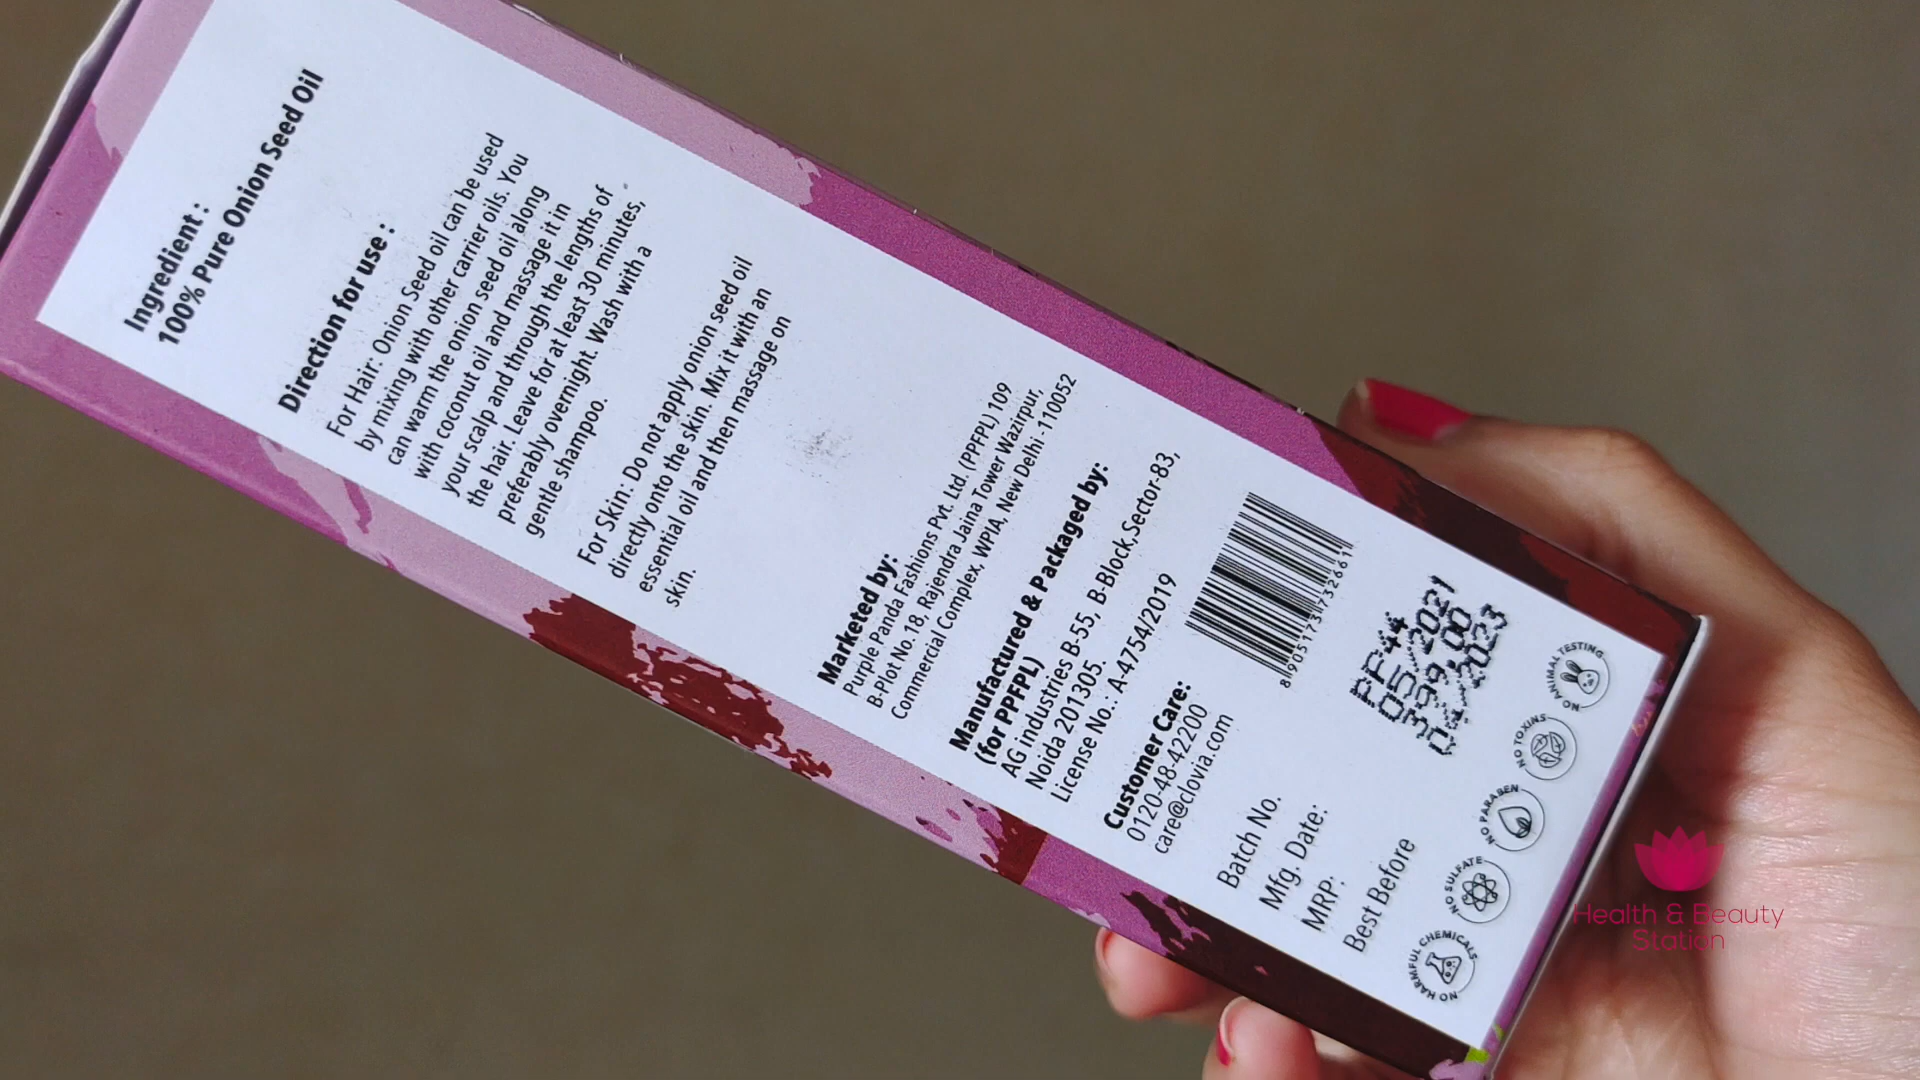 Ingredient :
100% Pure Onion Seed Oil
Direction for use :
For Hair: Onion Seed oil can be used
by mixing with other carrier oils. You
can warm the onion seed oil along
with coconut oil and massage it in
your scalp and through the lengths of
the hair. Leave for at least 30 minutes,
preferably overnight. Wash with a
gentle shampoo.
For Skin: Do not apply onion seed oil
directly onto the skin. Mix it with an
essential oil and then massage on
skin.
Marketed by:
Purple Panda Fashions Pvt. Ltd. (PPFPL) 109
B-Plot No.18, Rajendra Jaina Tower Wazirpur,
Commercial Complex, WPIA, New Delhi -110052
Manufactured & Packaged by:
(for PPFPL)
AG industries B-55, B-Block,Sector-83,
Noida 201305.
License No.: A-4754/2019
Customer Care:
0120-48-42200
care@clovia.com
8 905173 732661
Batch No. PF44
Mfg. Date: 05/2021
MRP: 399.00
Best Before 04/2023
NO HARMFUL CHEMICALS
NO SULFATE
NO PARABEN
NO TOXINS
NO ANIMAL TESTING
Health & Beauty
Station